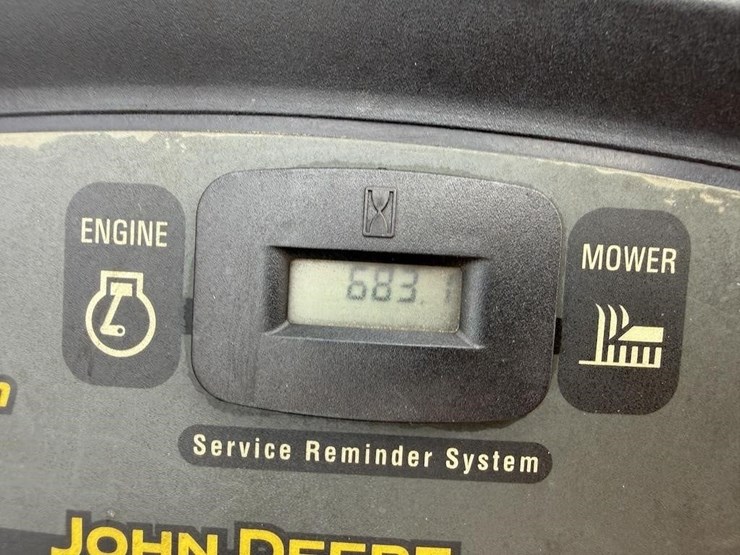 ENGINE
683.1
MOWER
Service Reminder System
JOHN DEERE